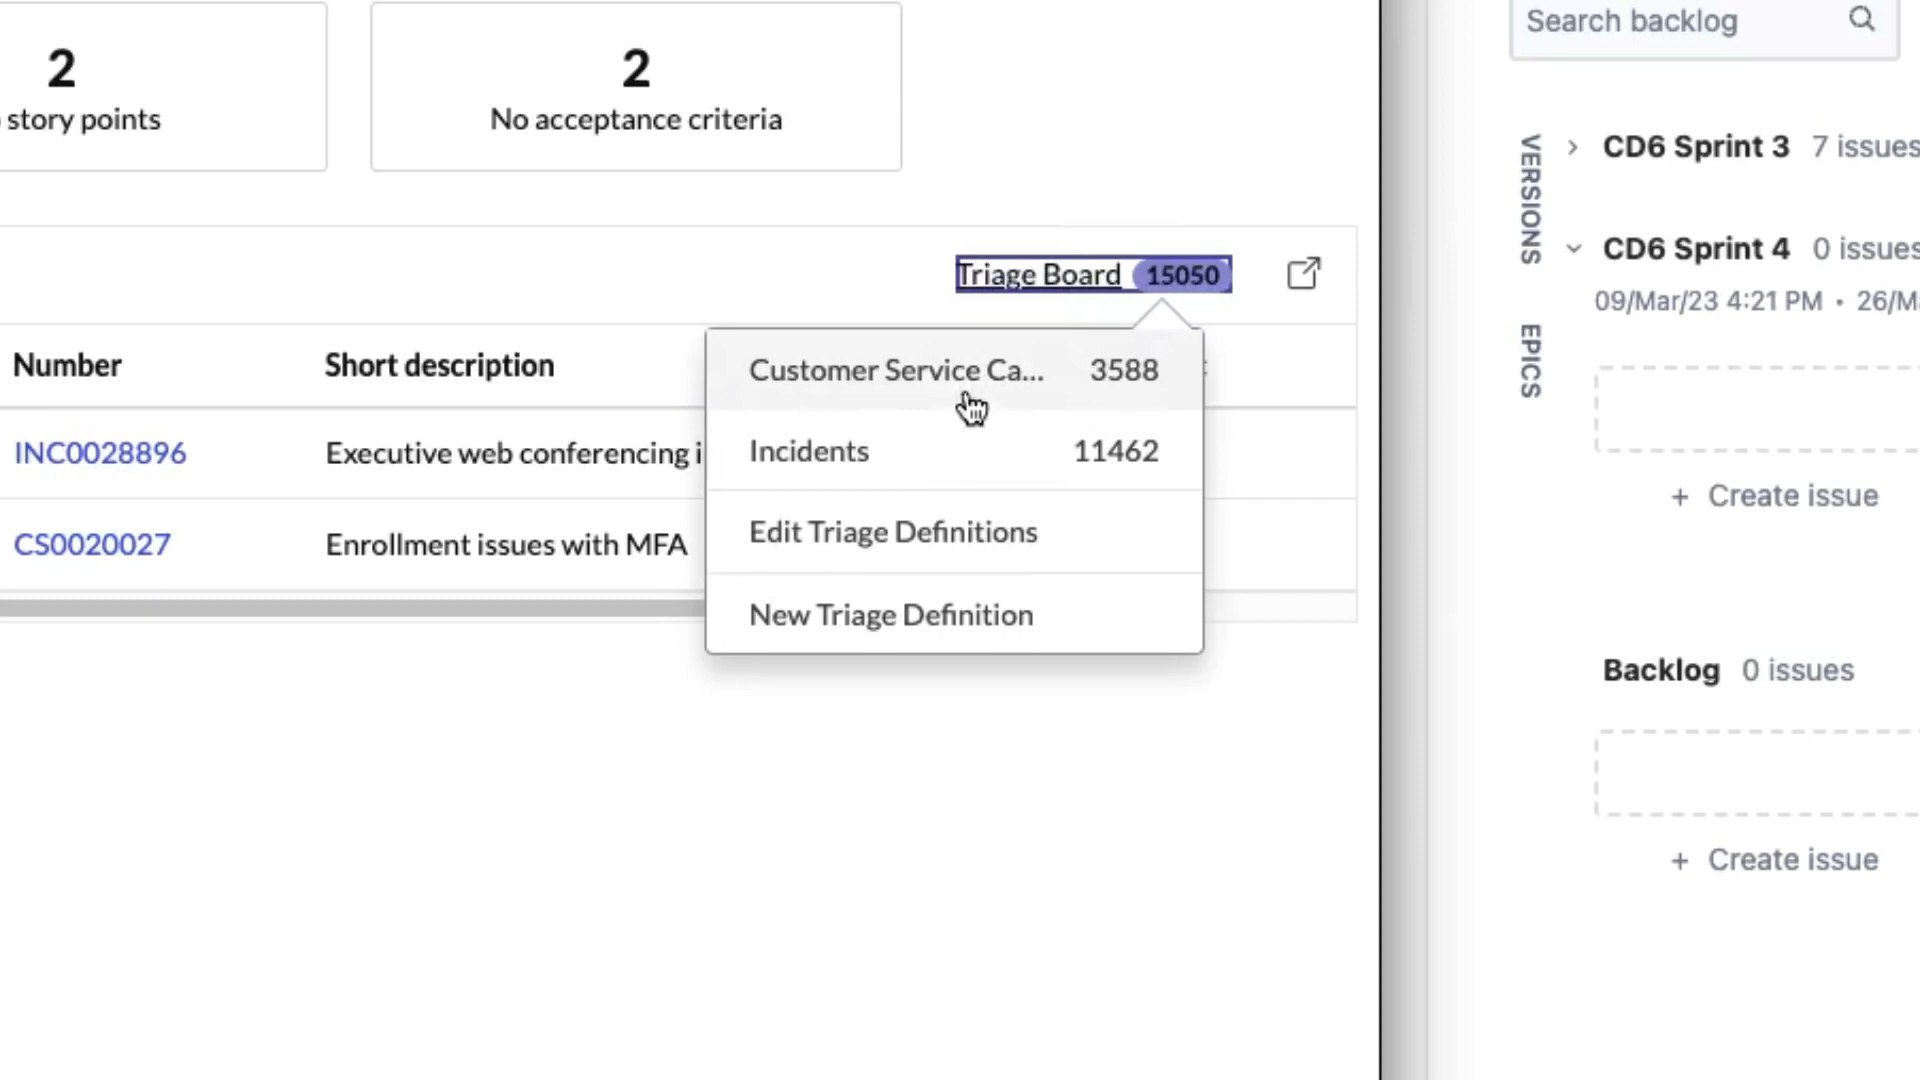 2
story points
2
No acceptance criteria
Triage Board 15050
Number Short description
Customer Service Ca... 3588
INC0028896 Executive web conferencing i
Incidents 11462
CS0020027 Enrollment issues with MFA
Edit Triage Definitions
New Triage Definition
Search backlog
VERSIONS
EPICS
CD6 Sprint 3 7 issues
CD6 Sprint 4 0 issues
09/Mar/23 4:21 PM • 26/M
+ Create issue
Backlog 0 issues
+ Create issue